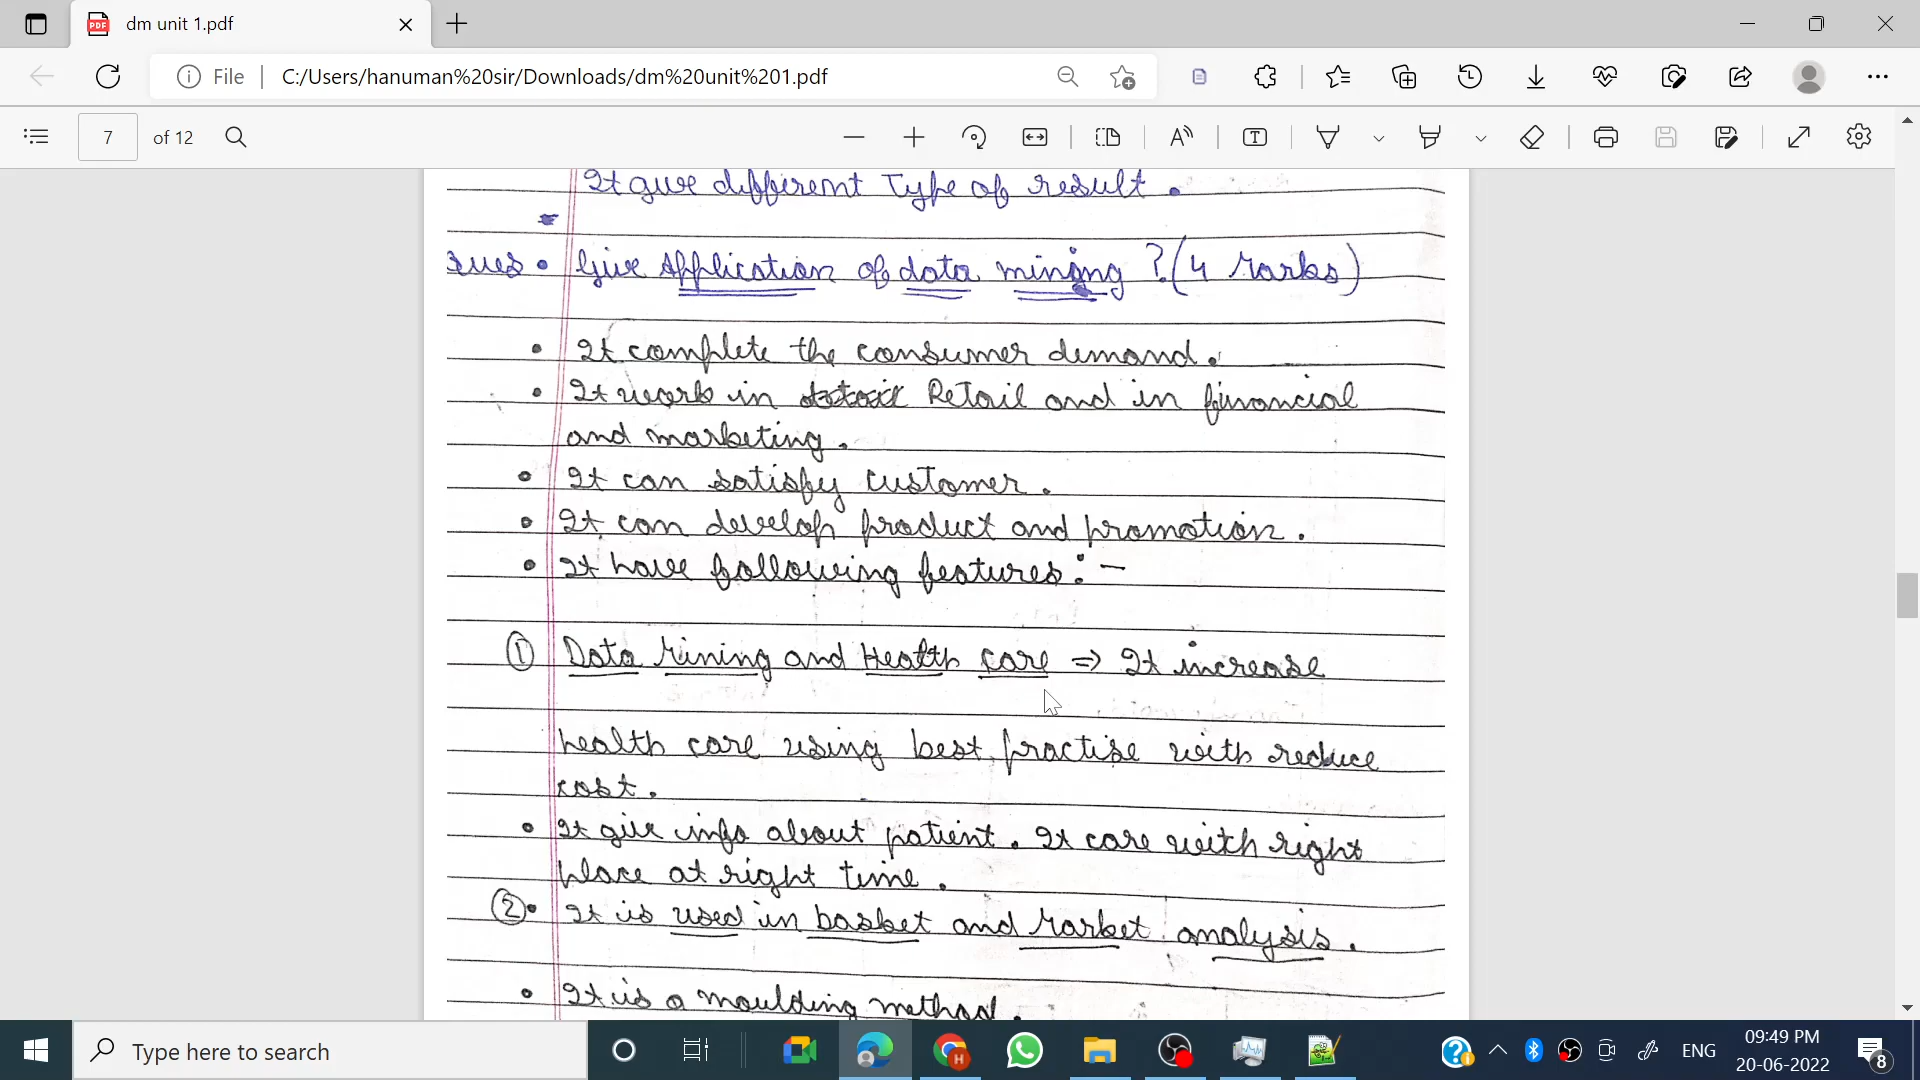 dm unit 1.pdf
File C:/Users/hanuman%20sir/Downloads/dm%20unit%201.pdf
7 of 12
It give different Type of result.
Ques • Give Application of data mining ? (4 Marks)
• It complete the consumer demand.
• It work in Retail and in financial
and marketing.
• It can satisfy customer.
• It can develop product and promotion.
• It have following features: -
① Data Mining and Health care ⇒ It increase
health care using best practise with reduce
cost.
• It give info about patient. It care with right
place at right time.
②• It is used in basket and Market analysis.
• It is a moulding method.
Type here to search
ENG
09:49 PM
20-06-2022
8